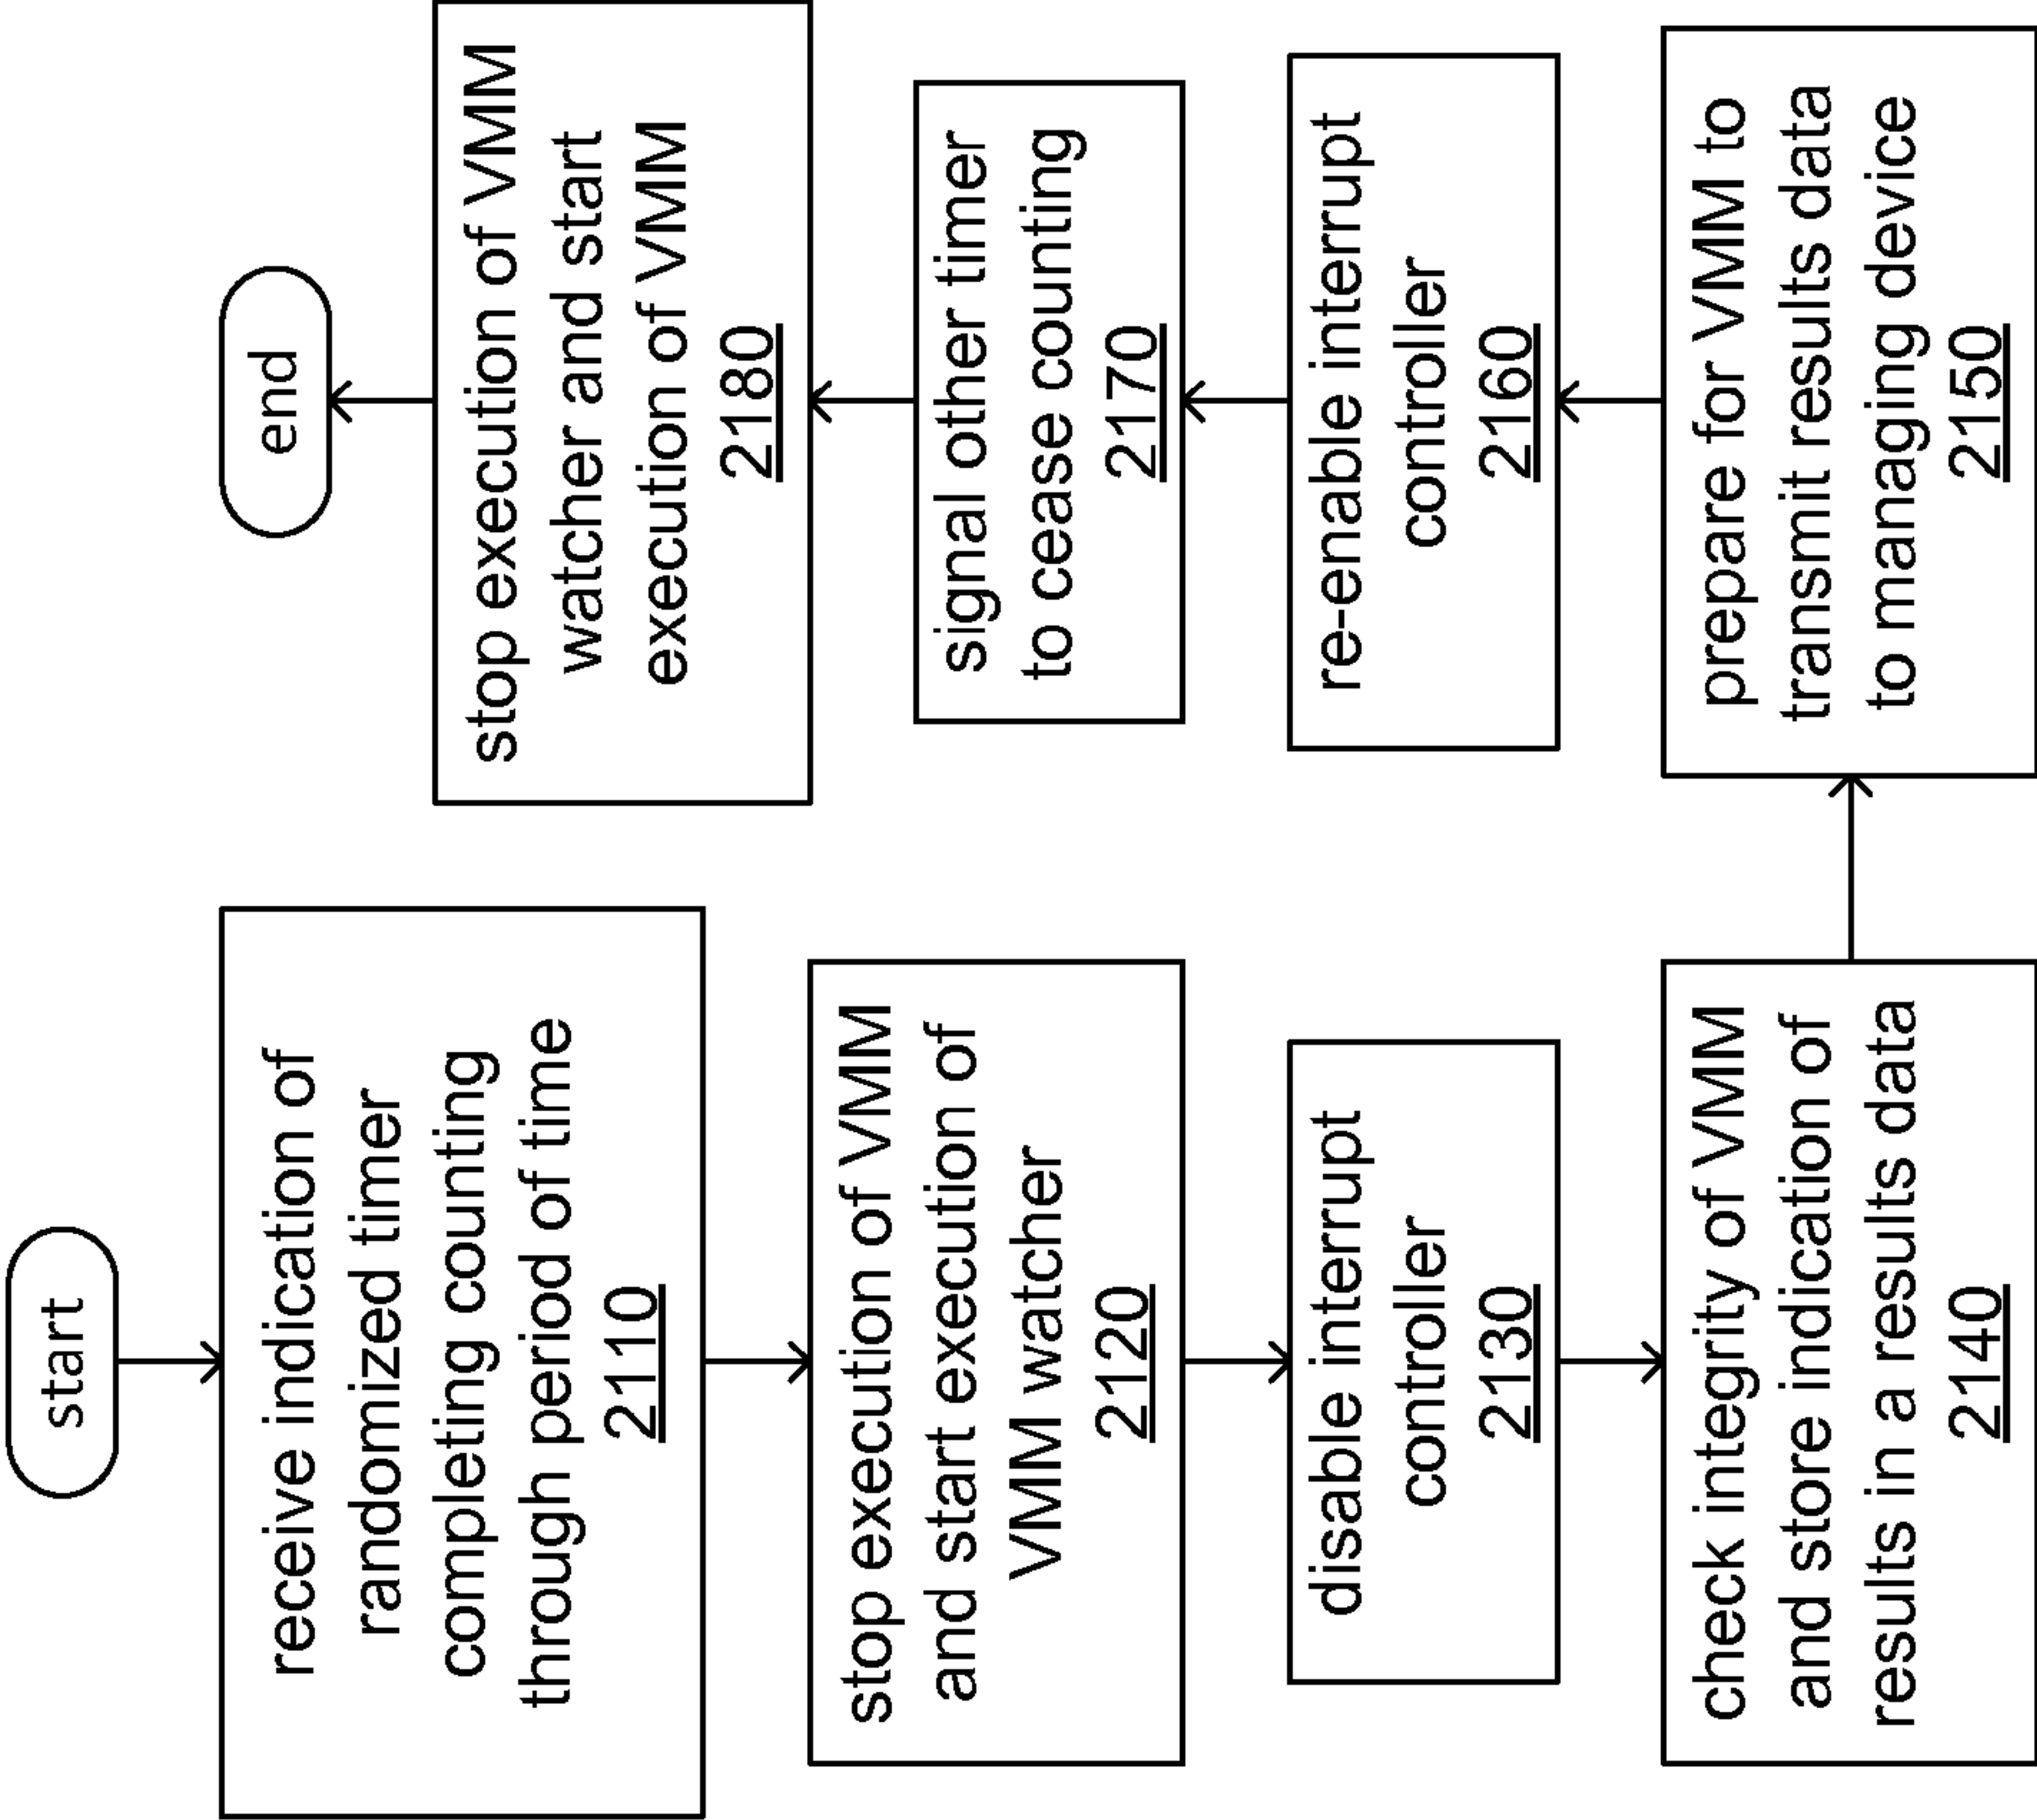 start
receive indication of
randomized timer
completing counting
through period of time
2110
stop execution of VMM
and start execution of
VMM watcher
2120
disable interrupt
controller
2130
check integrity of VMM
and store indication of
results in a results data
2140
prepare for VMM to
transmit results data
to managing device
2150
re-enable interrupt
controller
2160
signal other timer
to cease counting
2170
stop execution of VMM
watcher and start
execution of VMM
2180
end